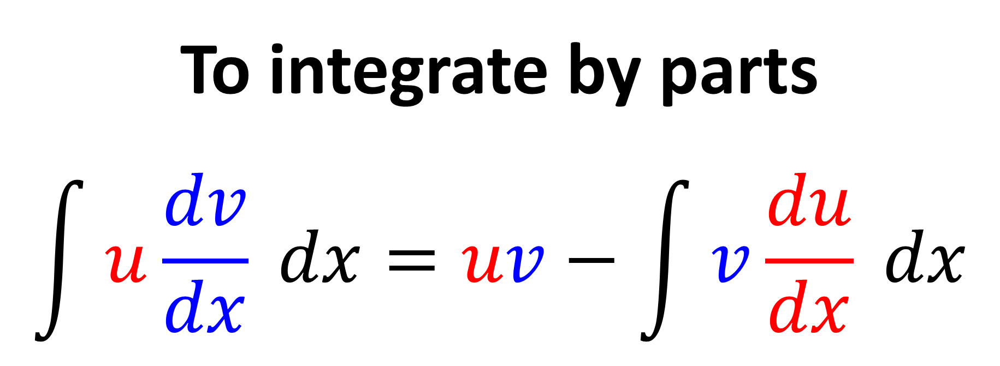 To integrate by parts
∫ u dv/dx dx = uv − ∫ v du/dx dx